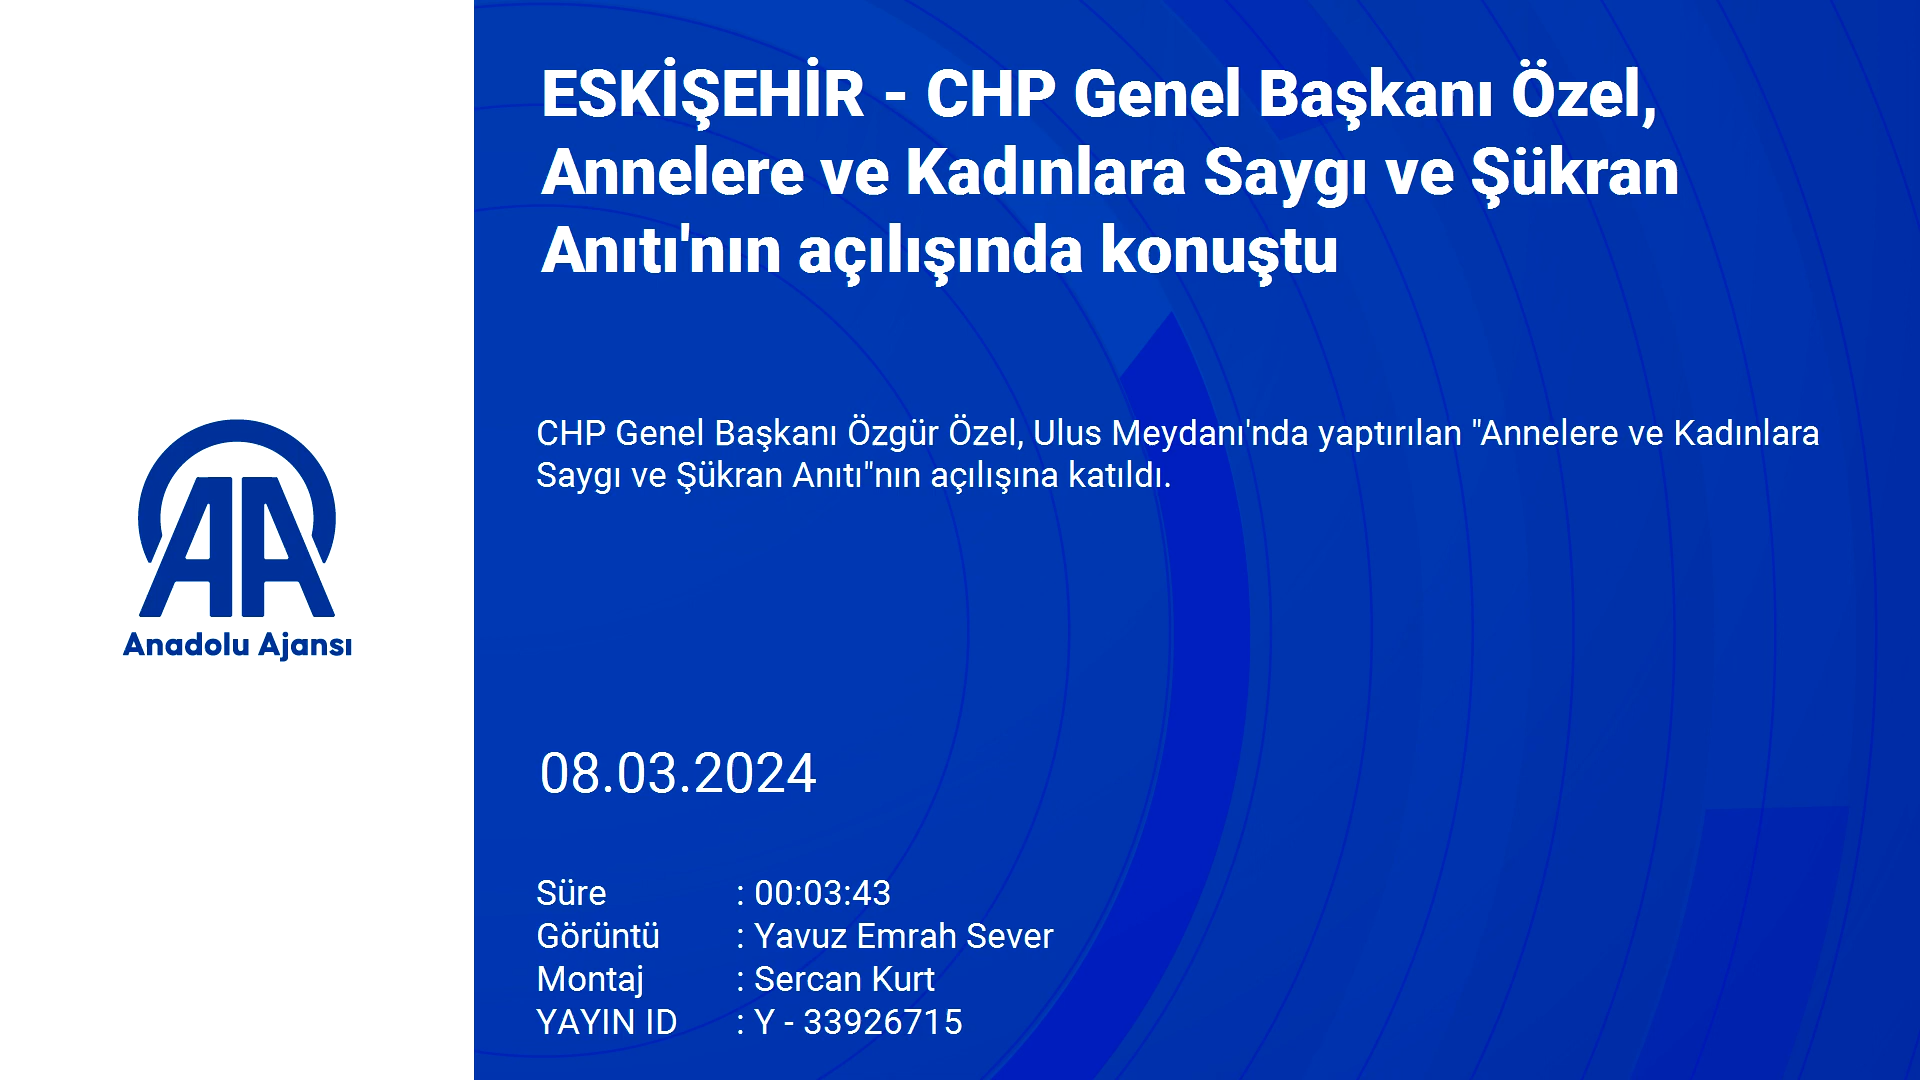 ESKİŞEHİR - CHP Genel Başkanı Özel,
Annelere ve Kadınlara Saygı ve Şükran
Anıtı'nın açılışında konuştu
CHP Genel Başkanı Özgür Özel, Ulus Meydanı'nda yaptırılan "Annelere ve Kadınlara
Saygı ve Şükran Anıtı"nın açılışına katıldı.
AA
Anadolu Ajansı
08.03.2024
Süre : 00:03:43
Görüntü : Yavuz Emrah Sever
Montaj : Sercan Kurt
YAYIN ID : Y - 33926715